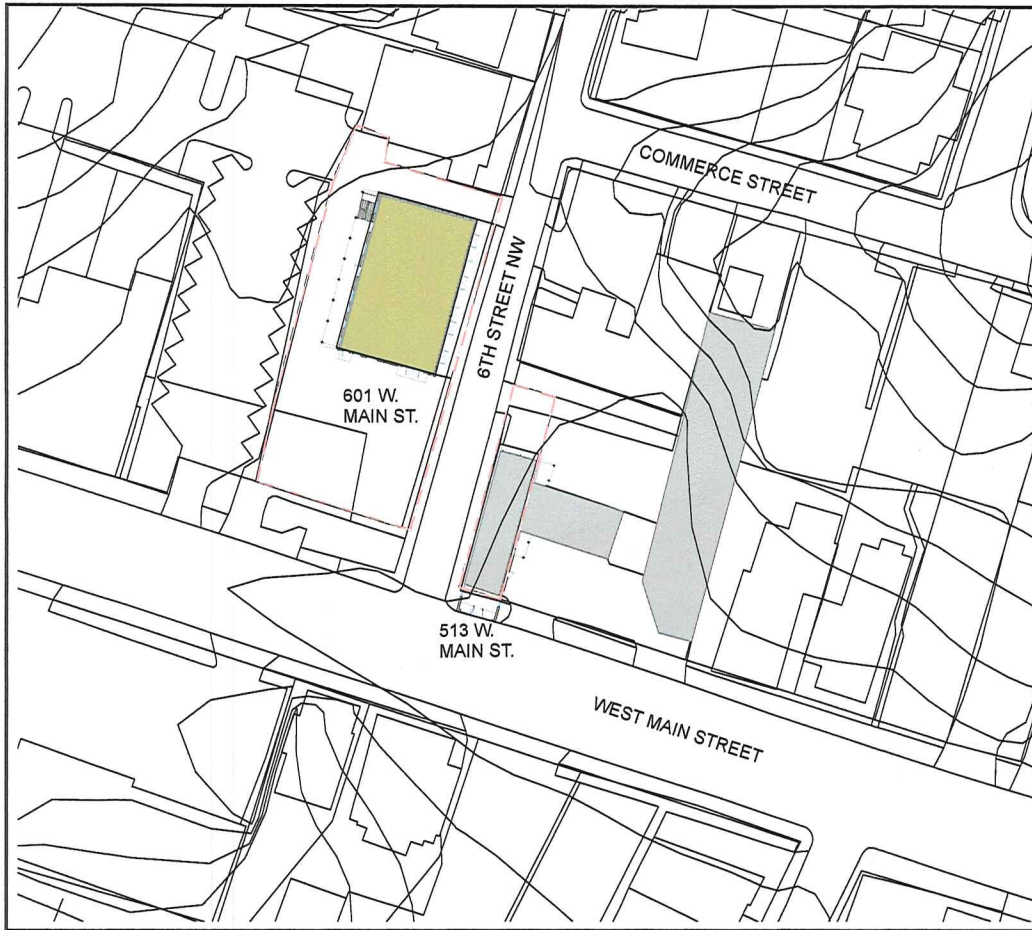 COMMERCE STREET
6TH STREET NW
601 W.
MAIN ST.
513 W.
MAIN ST.
WEST MAIN STREET